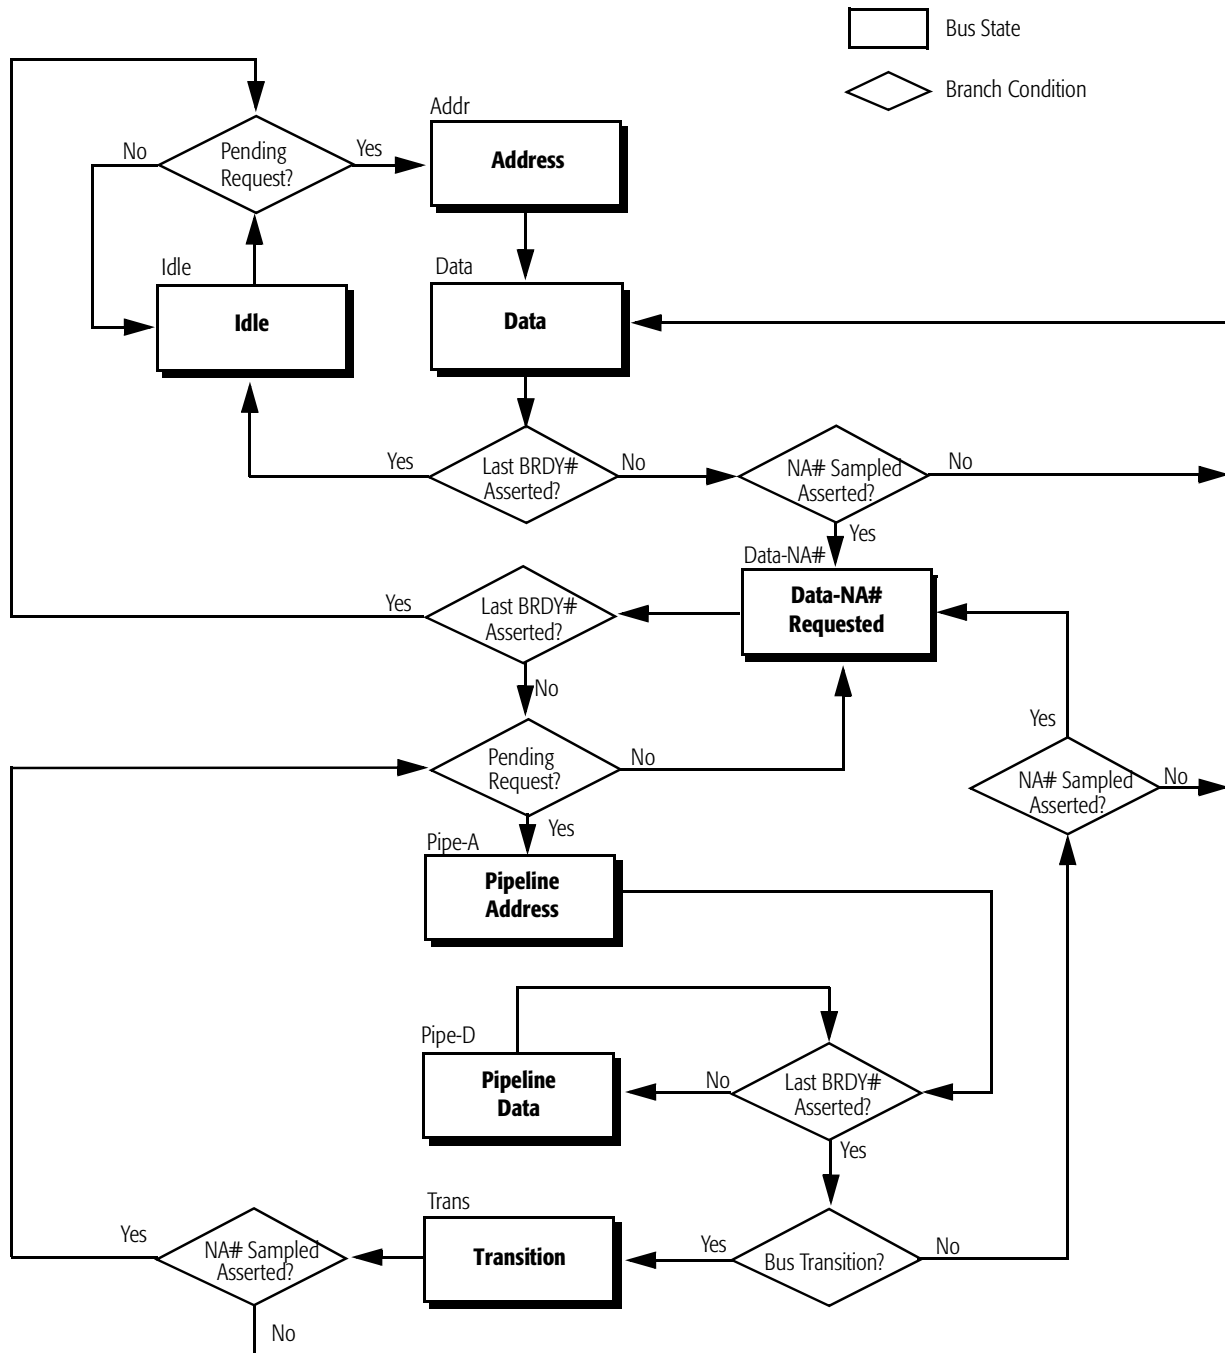 Bus State
Branch Condition
Addr
No
Pending
Request?
Yes
Address
Idle
Data
Idle
Data
Yes
Last BRDY#
Asserted?
No
NA# Sampled
Asserted?
No
Yes
Data-NA#
Yes
Last BRDY#
Asserted?
Data-NA#
Requested
No
Yes
Pending
Request?
No
NA# Sampled
Asserted?
No
Yes
Pipe-A
Pipeline
Address
Pipe-D
Pipeline
Data
No
Last BRDY#
Asserted?
Yes
Trans
Yes
NA# Sampled
Asserted?
Transition
Yes
Bus Transition?
No
No